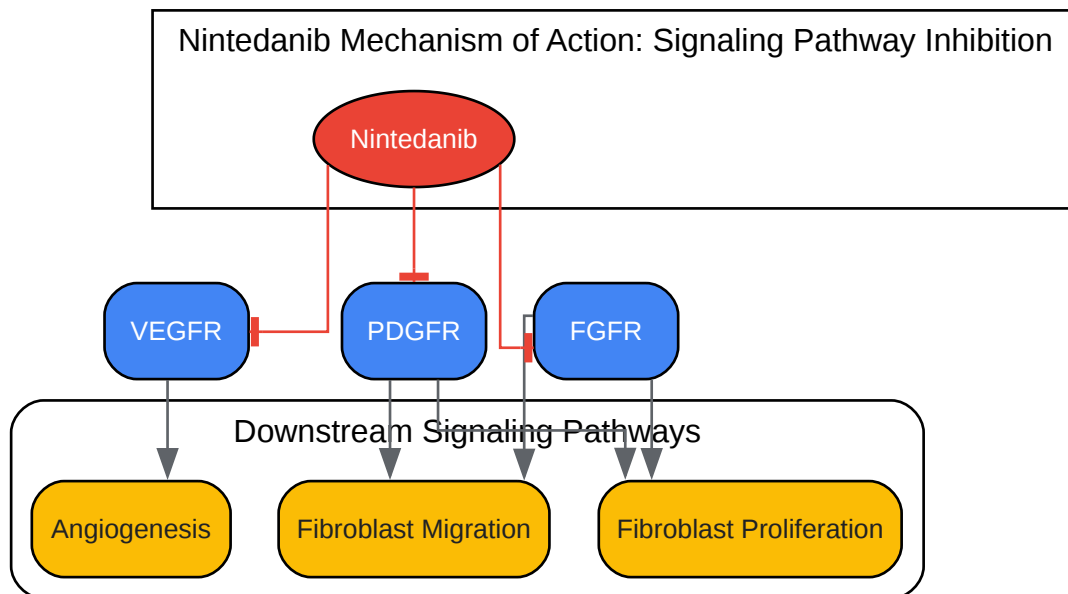 Nintedanib Mechanism of Action: Signaling Pathway Inhibition
Nintedanib
VEGFR
PDGFR
FGFR
Downstream Signaling Pathways
Angiogenesis
Fibroblast Migration
Fibroblast Proliferation